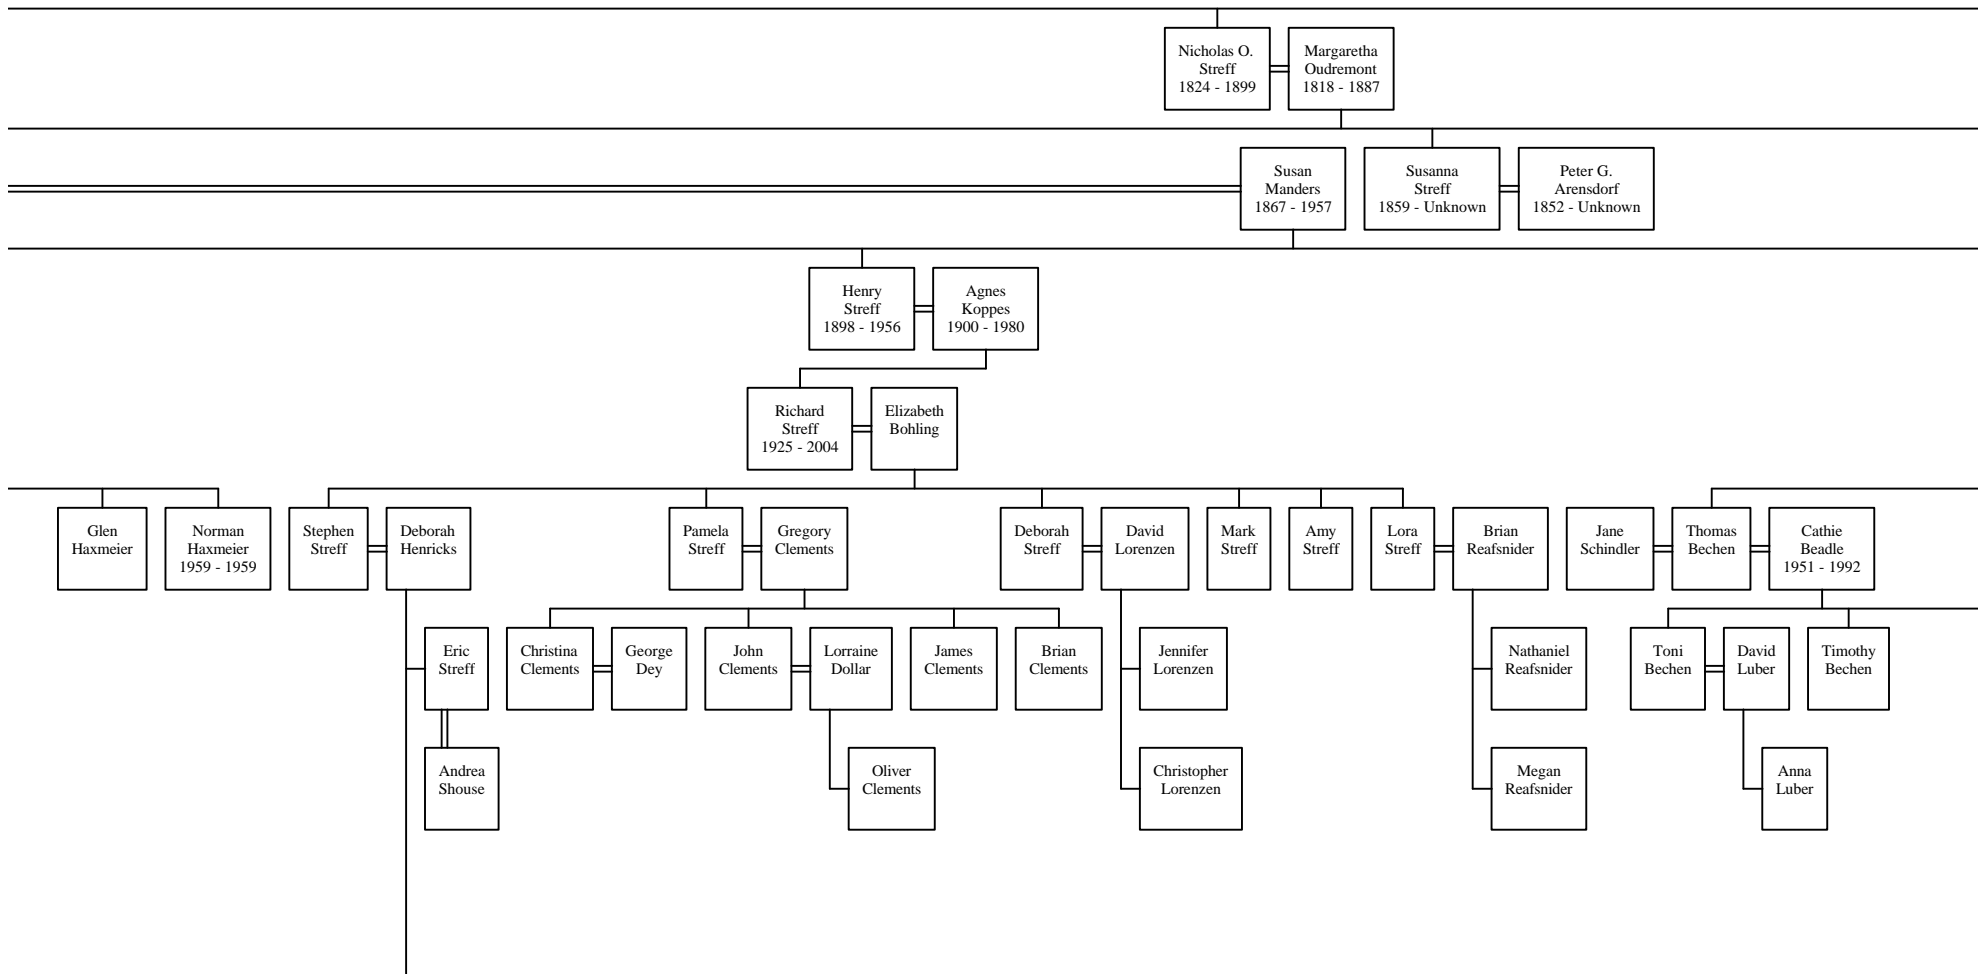 Nicholas O.
Streff
1824 - 1899
Margaretha
Oudremont
1818 - 1887
Susan
Manders
1867 - 1957
Susanna
Streff
1859 - Unknown
Peter G.
Arensdorf
1852 - Unknown
Henry
Streff
1898 - 1956
Agnes
Koppes
1900 - 1980
Richard
Streff
1925 - 2004
Elizabeth
Bohling
Glen
Haxmeier
Norman
Haxmeier
1959 - 1959
Stephen
Streff
Deborah
Henricks
Pamela
Streff
Gregory
Clements
Deborah
Streff
David
Lorenzen
Mark
Streff
Amy
Streff
Lora
Streff
Brian
Reafsnider
Jane
Schindler
Thomas
Bechen
Cathie
Beadle
1951 - 1992
Eric
Streff
Christina
Clements
George
Dey
John
Clements
Lorraine
Dollar
James
Clements
Brian
Clements
Jennifer
Lorenzen
Nathaniel
Reafsnider
Toni
Bechen
David
Luber
Timothy
Bechen
Andrea
Shouse
Oliver
Clements
Christopher
Lorenzen
Megan
Reafsnider
Anna
Luber